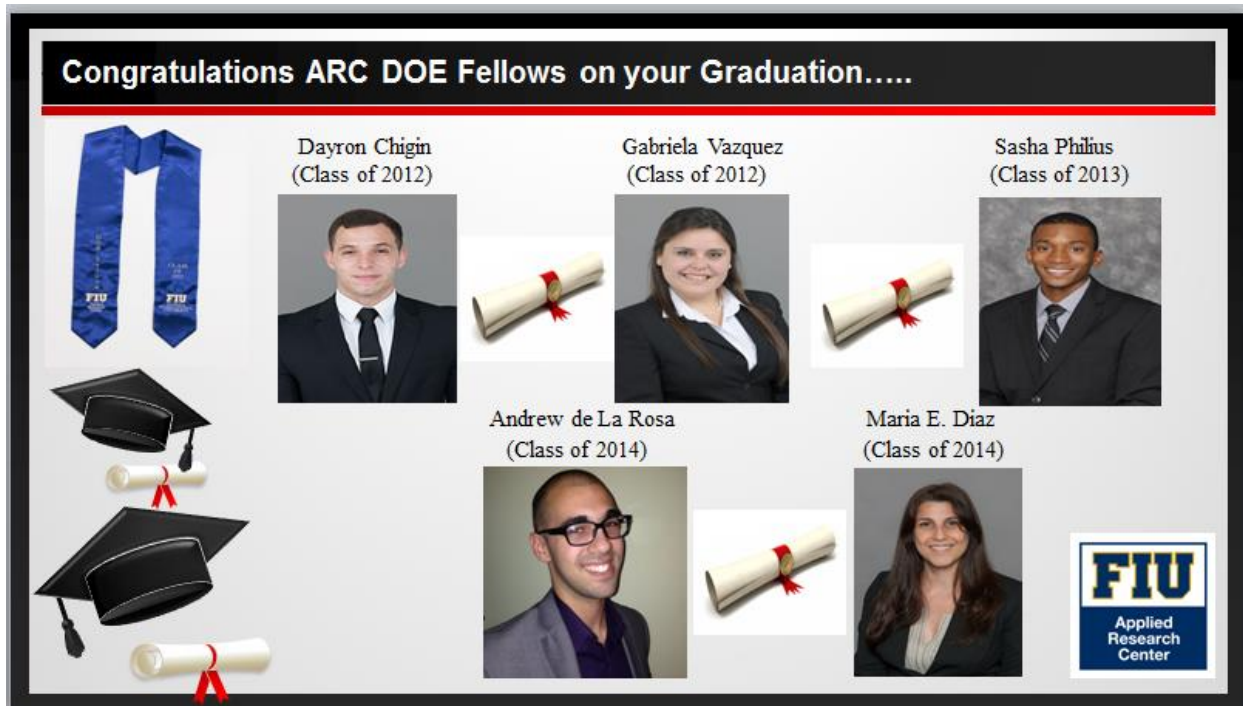 Congratulations ARC DOE Fellows on your Graduation.....
Dayron Chigin
(Class of 2012)
Gabriela Vazquez
(Class of 2012)
Sasha Philius
(Class of 2013)
Andrew de La Rosa
(Class of 2014)
Maria E. Diaz
(Class of 2014)
FIU
FIU
FIU
Applied
Research
Center